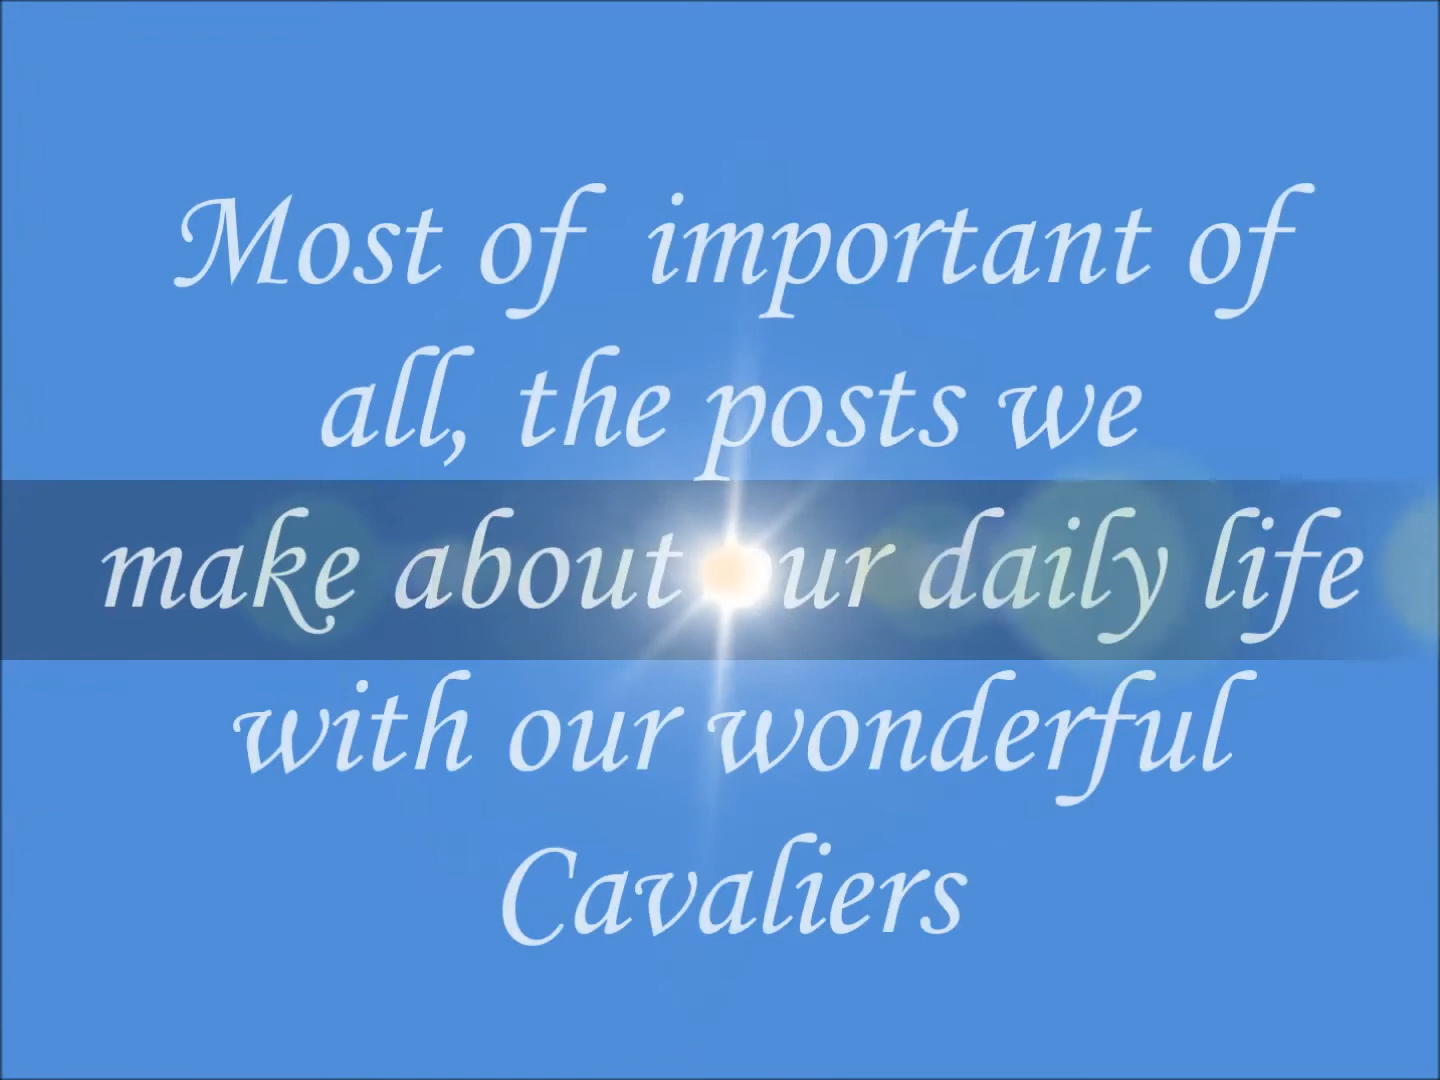 Most of important of
all, the posts we
make about our daily life
with our wonderful
Cavaliers